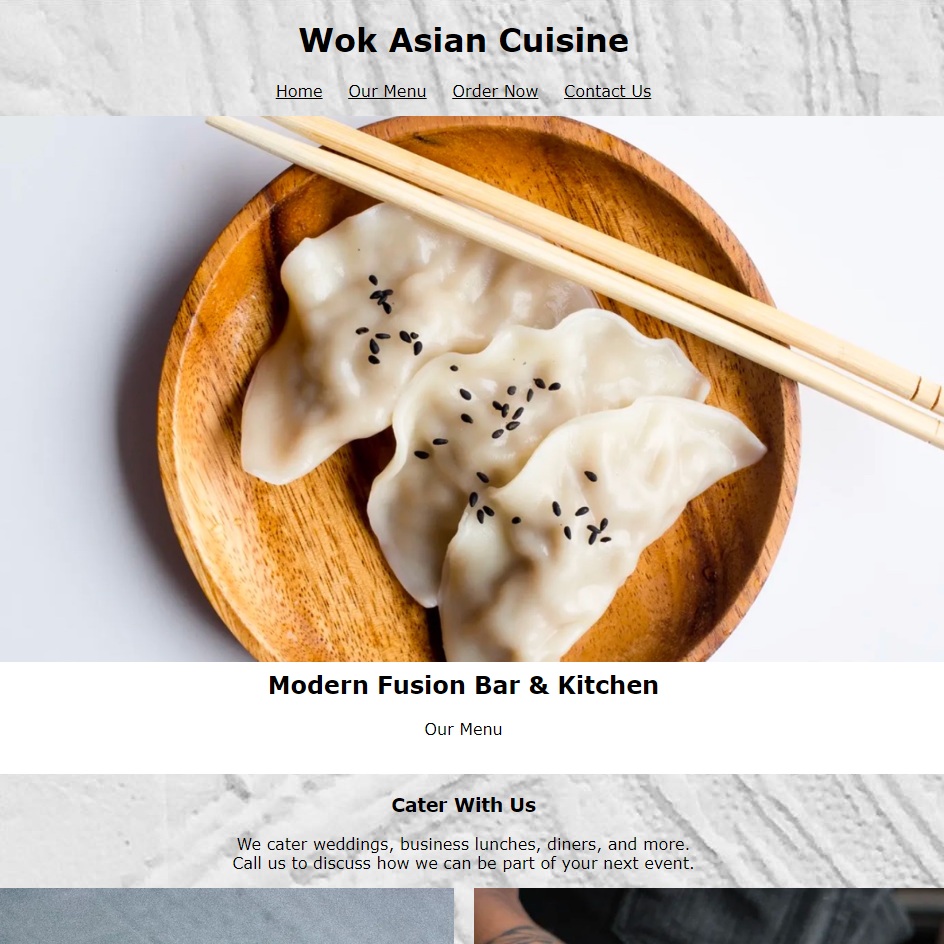 Wok Asian Cuisine
Home Our Menu Order Now Contact Us
Modern Fusion Bar & Kitchen
Our Menu
Cater With Us
We cater weddings, business lunches, diners, and more.
Call us to discuss how we can be part of your next event.